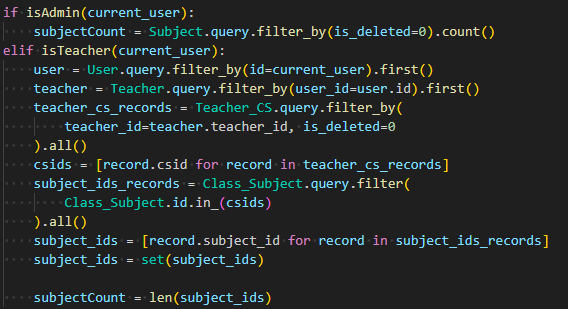 if isAdmin(current_user):
    subjectCount = Subject.query.filter_by(is_deleted=0).count()
elif isTeacher(current_user):
    user = User.query.filter_by(id=current_user).first()
    teacher = Teacher.query.filter_by(user_id=user.id).first()
    teacher_cs_records = Teacher_CS.query.filter_by(
        teacher_id=teacher.teacher_id, is_deleted=0
    ).all()
    csids = [record.csid for record in teacher_cs_records]
    subject_ids_records = Class_Subject.query.filter(
        Class_Subject.id.in_(csids)
    ).all()
    subject_ids = [record.subject_id for record in subject_ids_records]
    subject_ids = set(subject_ids)

    subjectCount = len(subject_ids)